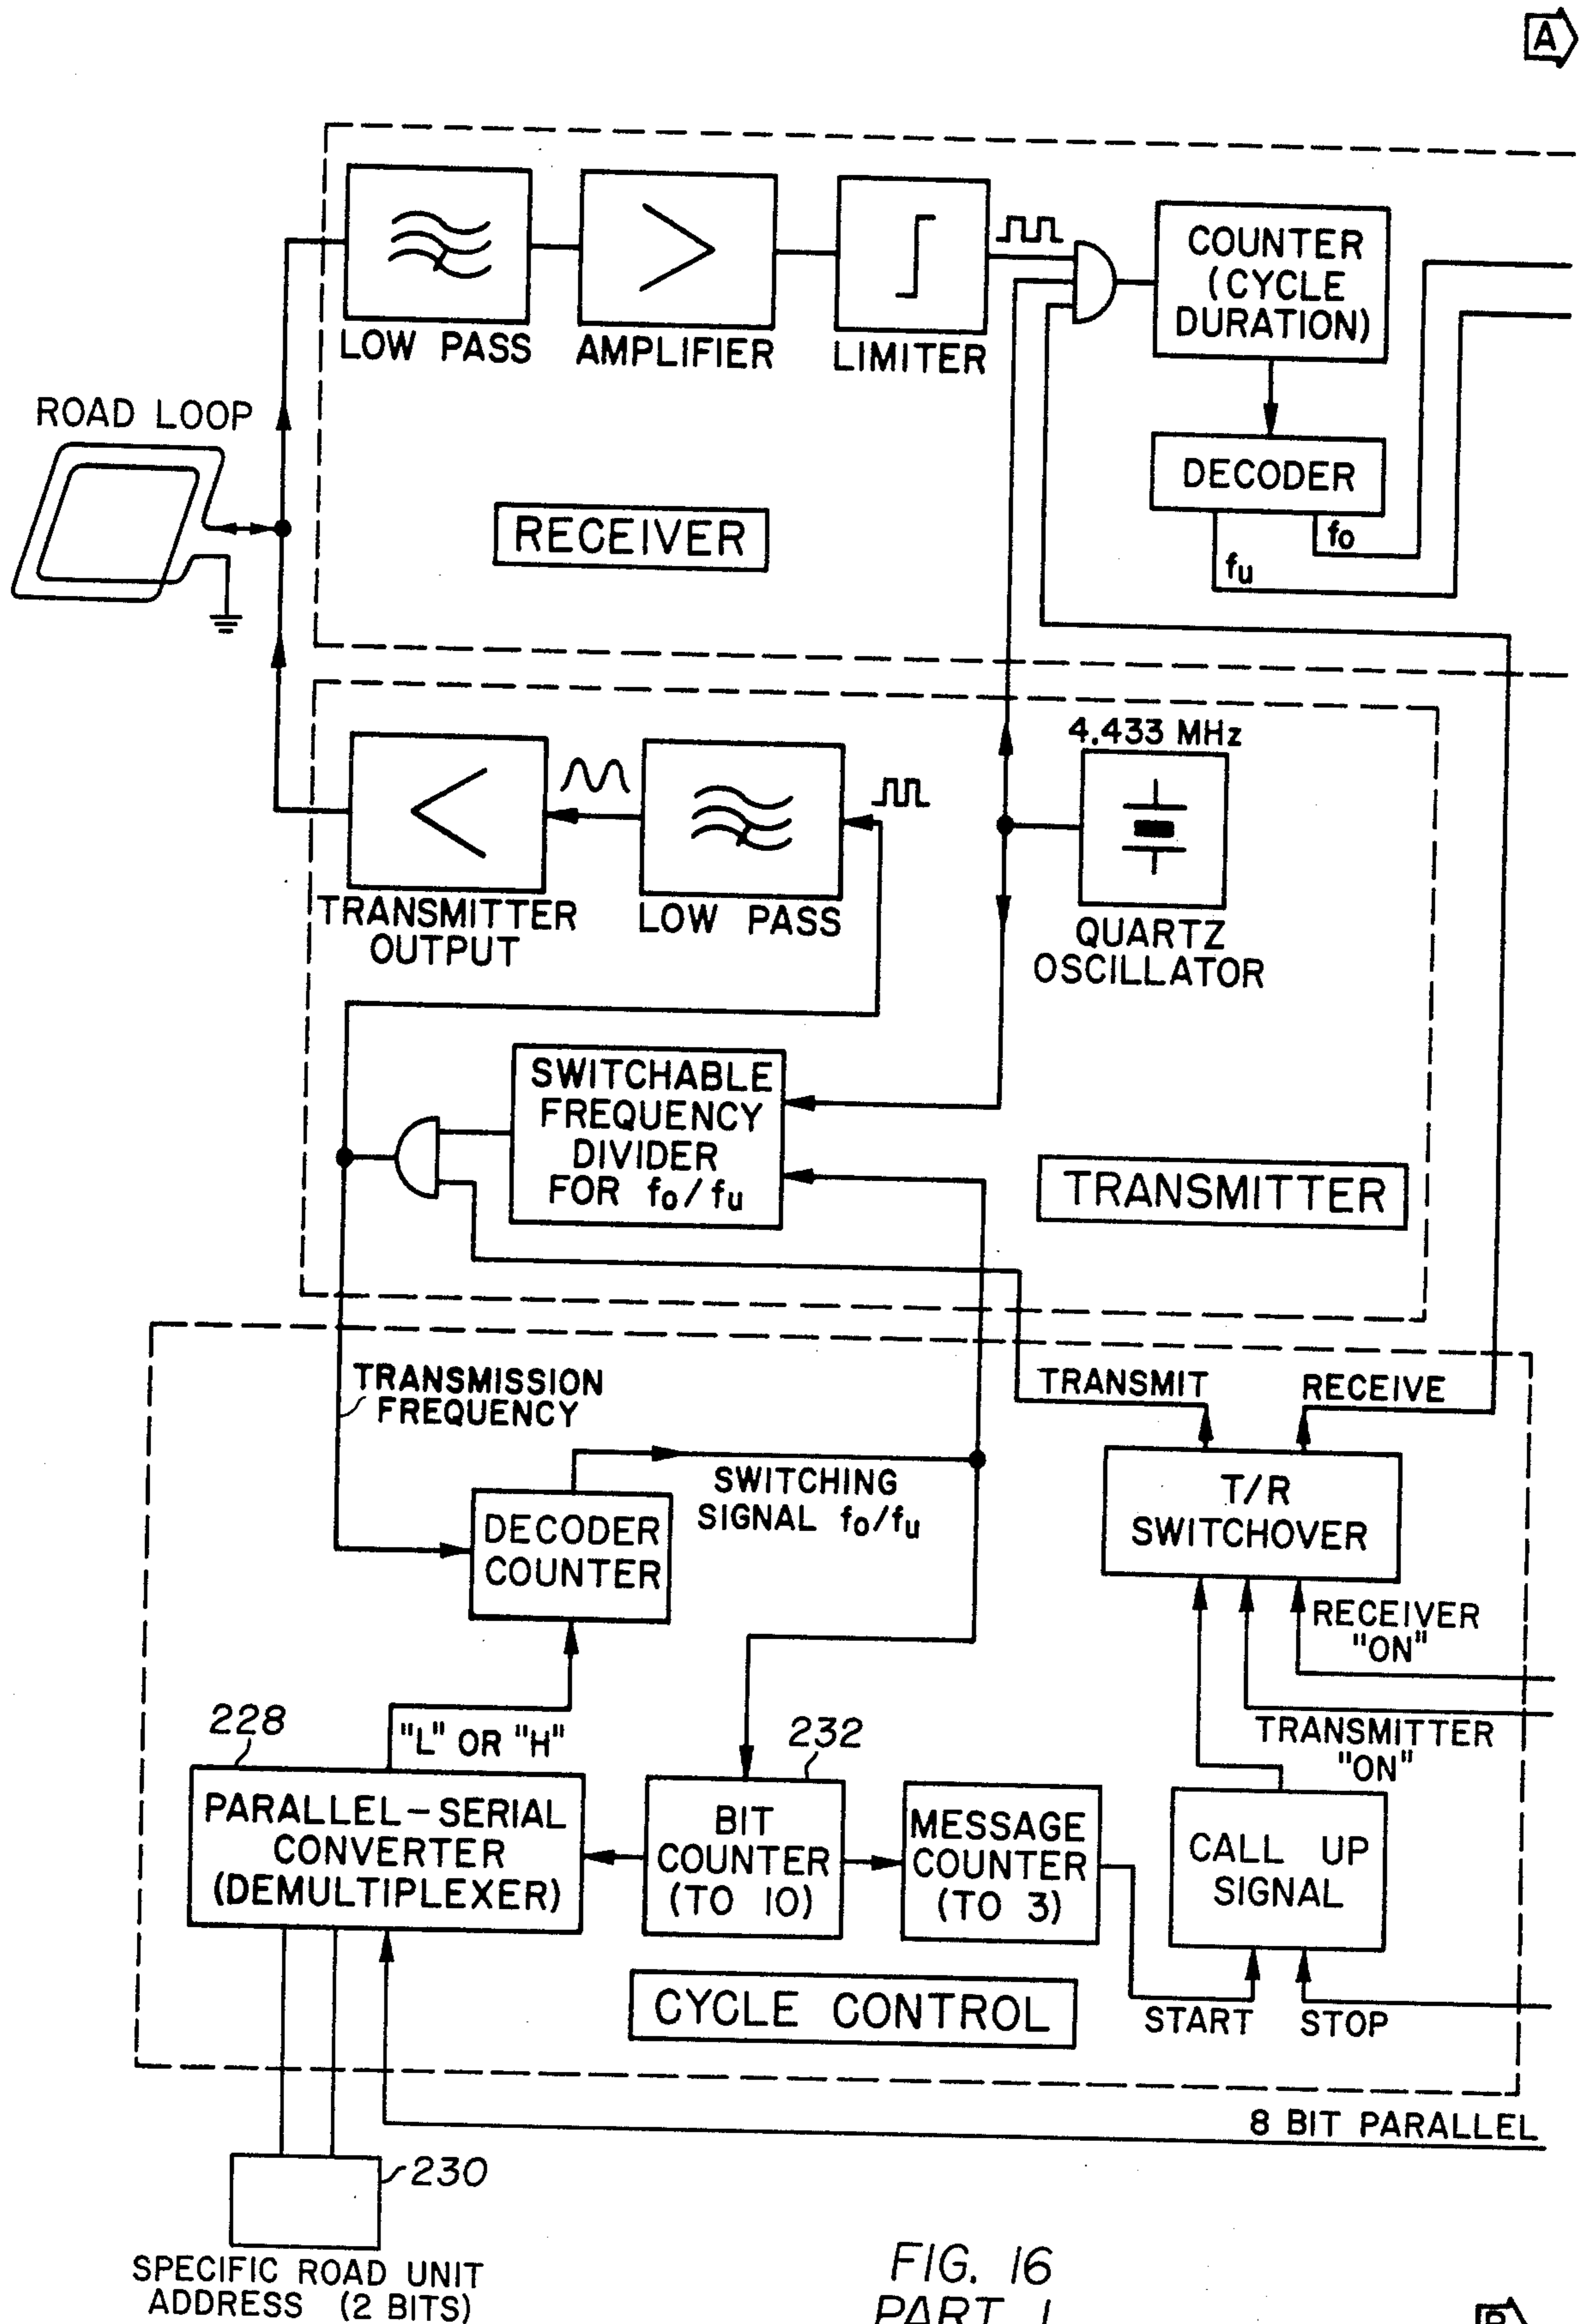 A
LOW PASS
AMPLIFIER
LIMITER
COUNTER
(CYCLE
DURATION)
ROAD LOOP
DECODER
RECEIVER
fo
fu
4.433 MHz
TRANSMITTER
OUTPUT
LOW PASS
QUARTZ
OSCILLATOR
SWITCHABLE
FREQUENCY
DIVIDER
FOR fo/fu
TRANSMITTER
TRANSMISSION
FREQUENCY
TRANSMIT
RECEIVE
SWITCHING
SIGNAL fo/fu
T/R
SWITCHOVER
DECODER
COUNTER
RECEIVER
"ON"
228
"L" OR "H"
232
TRANSMITTER
"ON"
PARALLEL-SERIAL
CONVERTER
(DEMULTIPLEXER)
BIT
COUNTER
(TO 10)
MESSAGE
COUNTER
(TO 3)
CALL UP
SIGNAL
CYCLE CONTROL
START
STOP
8 BIT PARALLEL
230
SPECIFIC ROAD UNIT
ADDRESS (2 BITS)
FIG. 16
PART 1
B